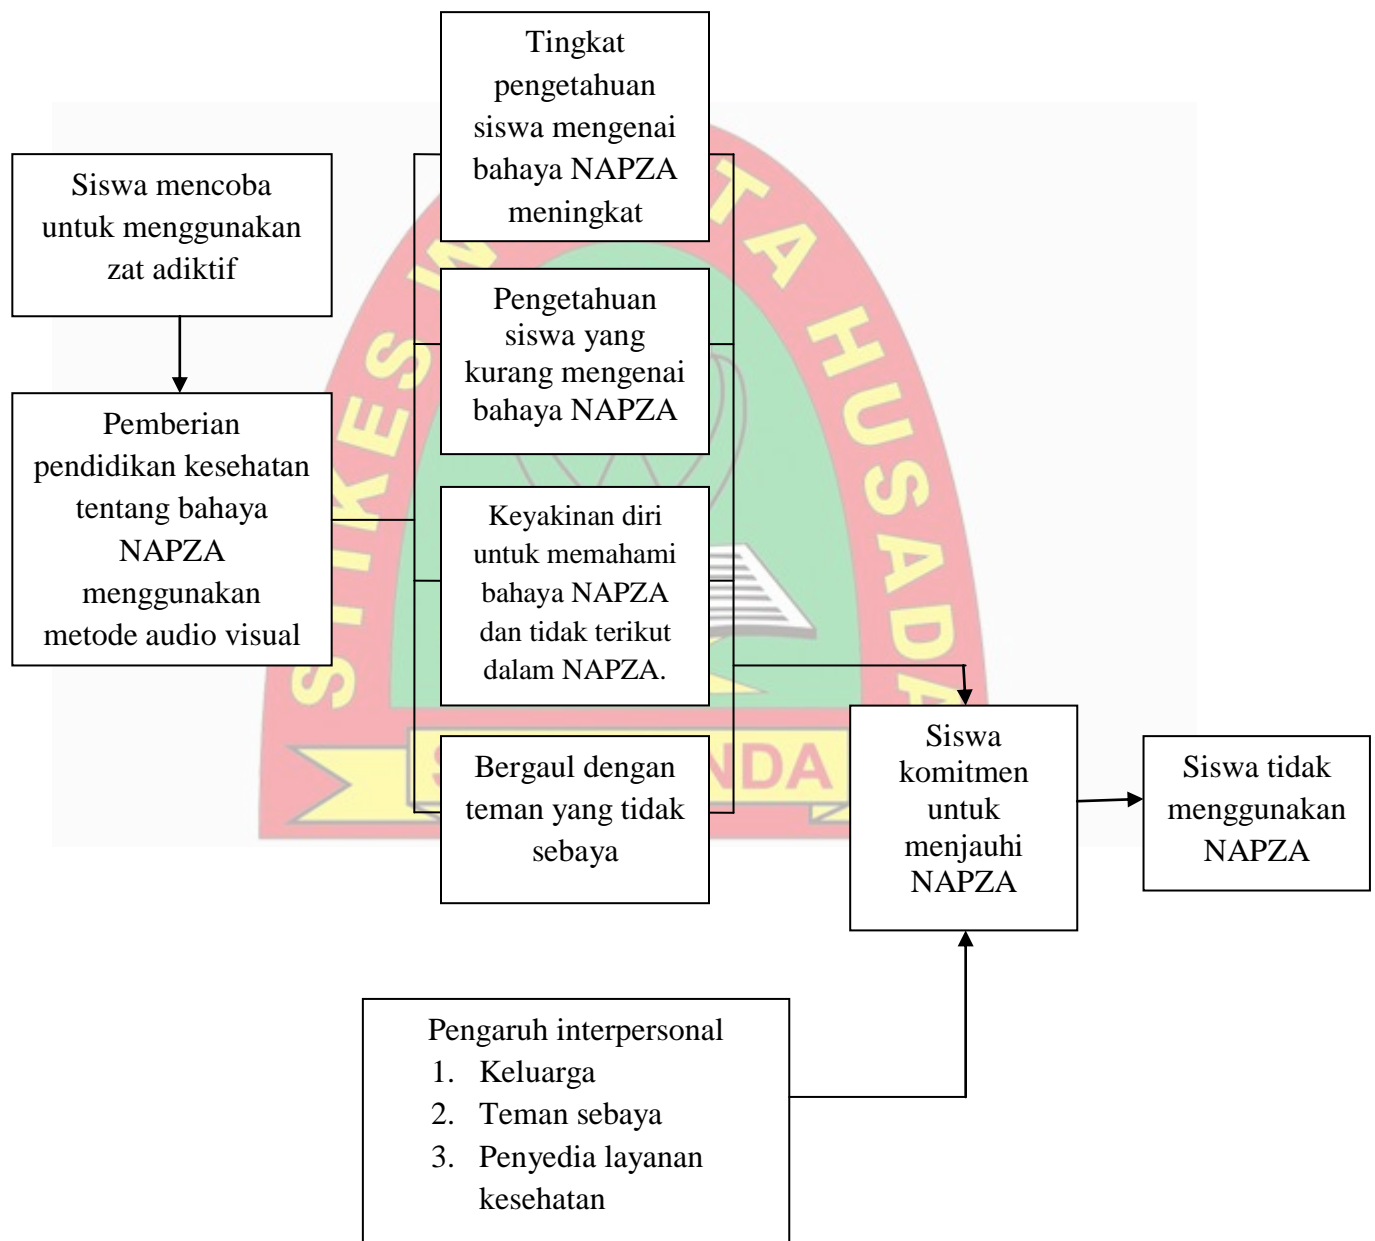 Tingkat
pengetahuan
siswa mengenai
bahaya NAPZA
meningkat
Siswa mencoba
untuk menggunakan
zat adiktif
Pengetahuan
siswa yang
kurang mengenai
bahaya NAPZA
Pemberian
pendidikan kesehatan
tentang bahaya
NAPZA
menggunakan
metode audio visual
Keyakinan diri
untuk memahami
bahaya NAPZA
dan tidak terikut
dalam NAPZA.
Bergaul dengan
teman yang tidak
sebaya
Siswa
komitmen
untuk
menjauhi
NAPZA
Siswa tidak
menggunakan
NAPZA
Pengaruh interpersonal
1. Keluarga
2. Teman sebaya
3. Penyedia layanan
kesehatan
STIKES
TA HUSADA